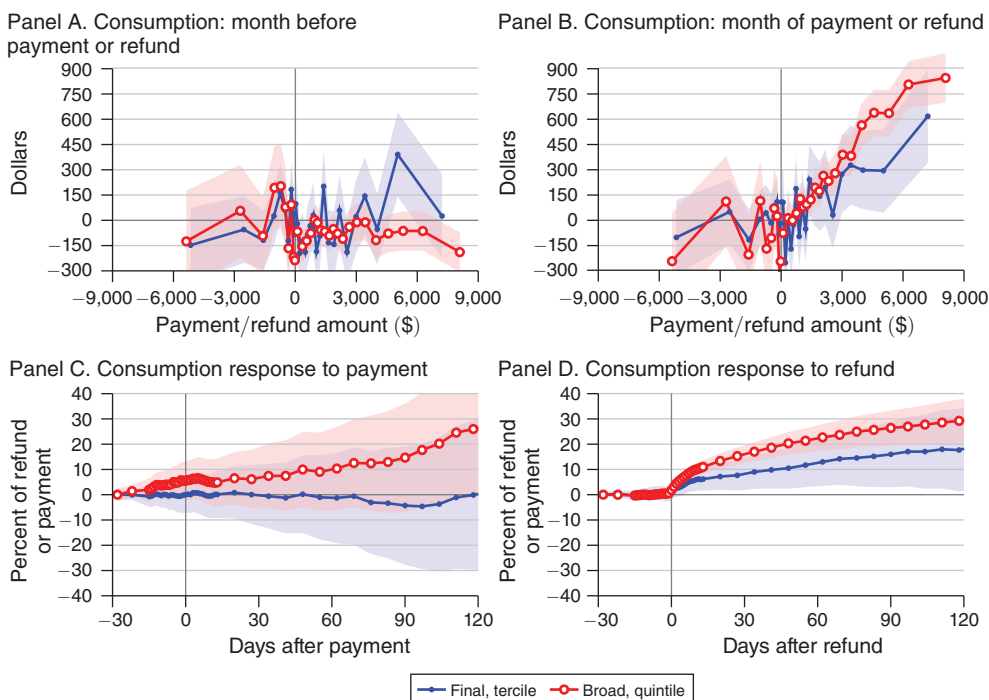 Panel A. Consumption: month before
payment or refund
Dollars
900
750
600
450
300
150
0
−150
−300
−9,000 −6,000 −3,000 0 3,000 6,000 9,000
Payment/refund amount ($)
Panel B. Consumption: month of payment or refund
Dollars
900
750
600
450
300
150
0
−150
−300
−9,000 −6,000 −3,000 0 3,000 6,000 9,000
Payment/refund amount ($)
Panel C. Consumption response to payment
Percent of refund
or payment
40
30
20
10
0
−10
−20
−30
−40
−30 0 30 60 90 120
Days after payment
Panel D. Consumption response to refund
Percent of refund
or payment
40
30
20
10
0
−10
−20
−30
−40
−30 0 30 60 90 120
Days after refund
Final, tercile Broad, quintile